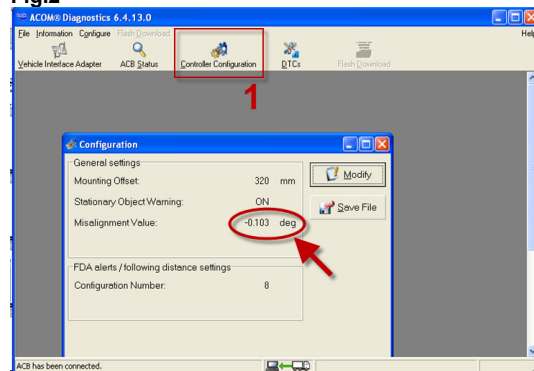 Fig.2
ACOM® Diagnostics 6.4.13.0
File Information Configure Flash Download Help
Vehicle Interface Adapter ACB Status Controller Configuration DTCs Flash Download
1
Configuration
General settings
Mounting Offset: 320 mm
Modify
Stationary Object Warning: ON
Save File
Misalignment Value: -0.103 deg
FDA alerts / following distance settings
Configuration Number: 8
ACB has been connected.